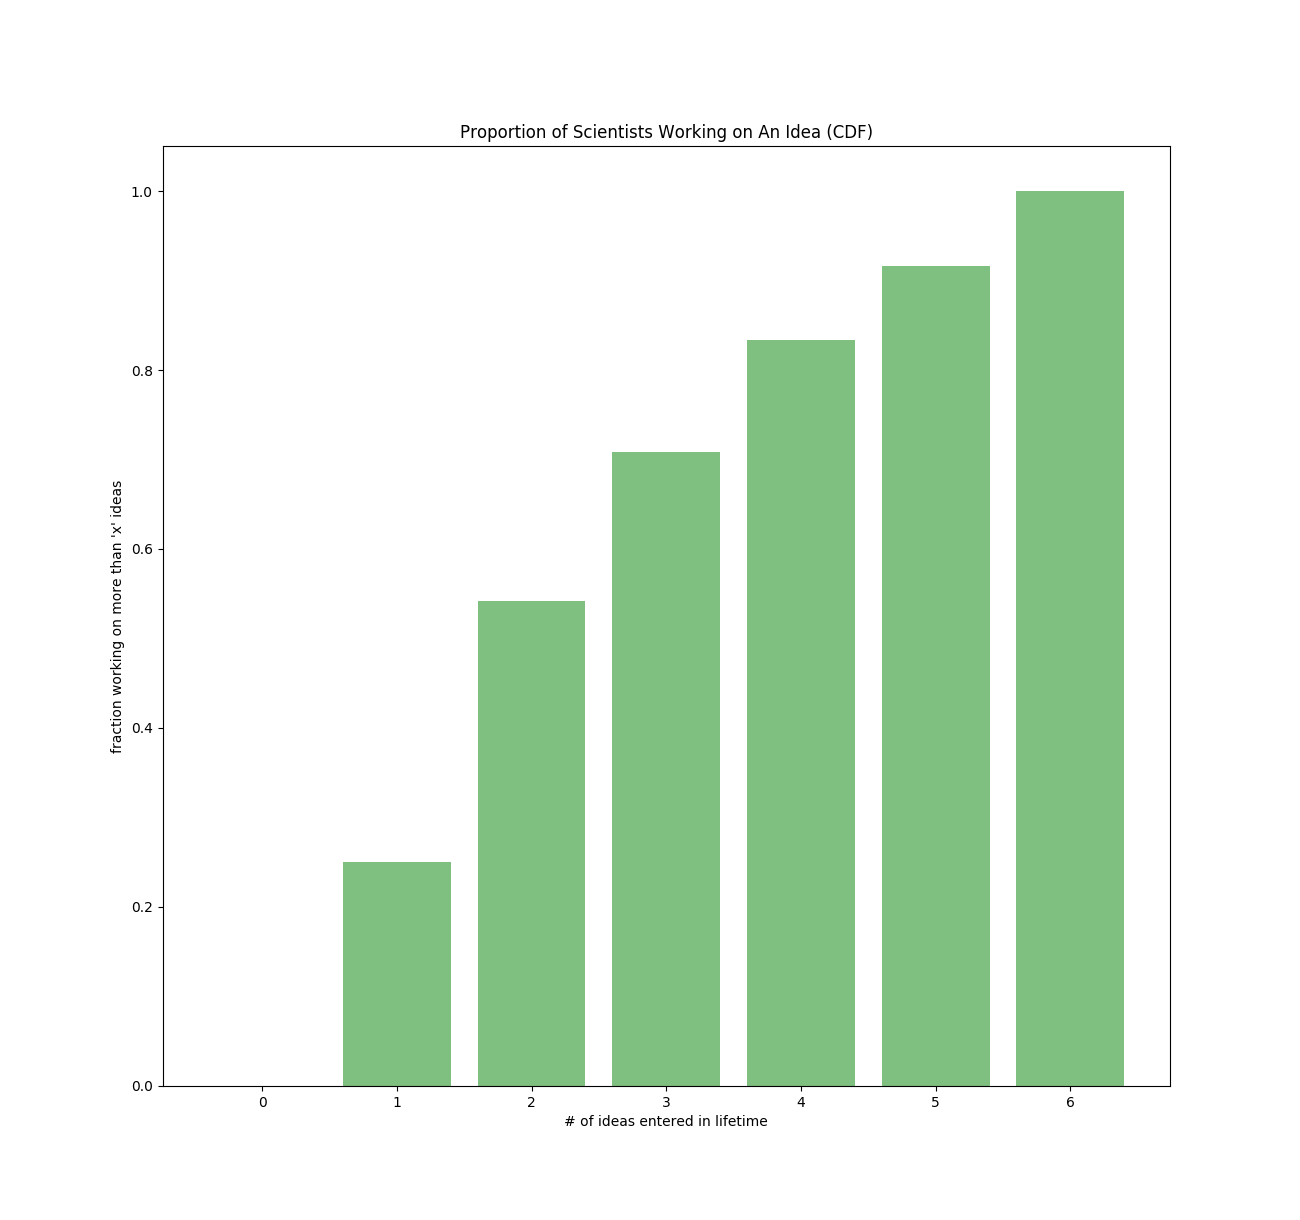 Proportion of Scientists Working on An Idea (CDF)
1.0
0.8
0.6
0.4
0.2
0.0
fraction working on more than 'x' ideas
0 1 2 3 4 5 6
# of ideas entered in lifetime